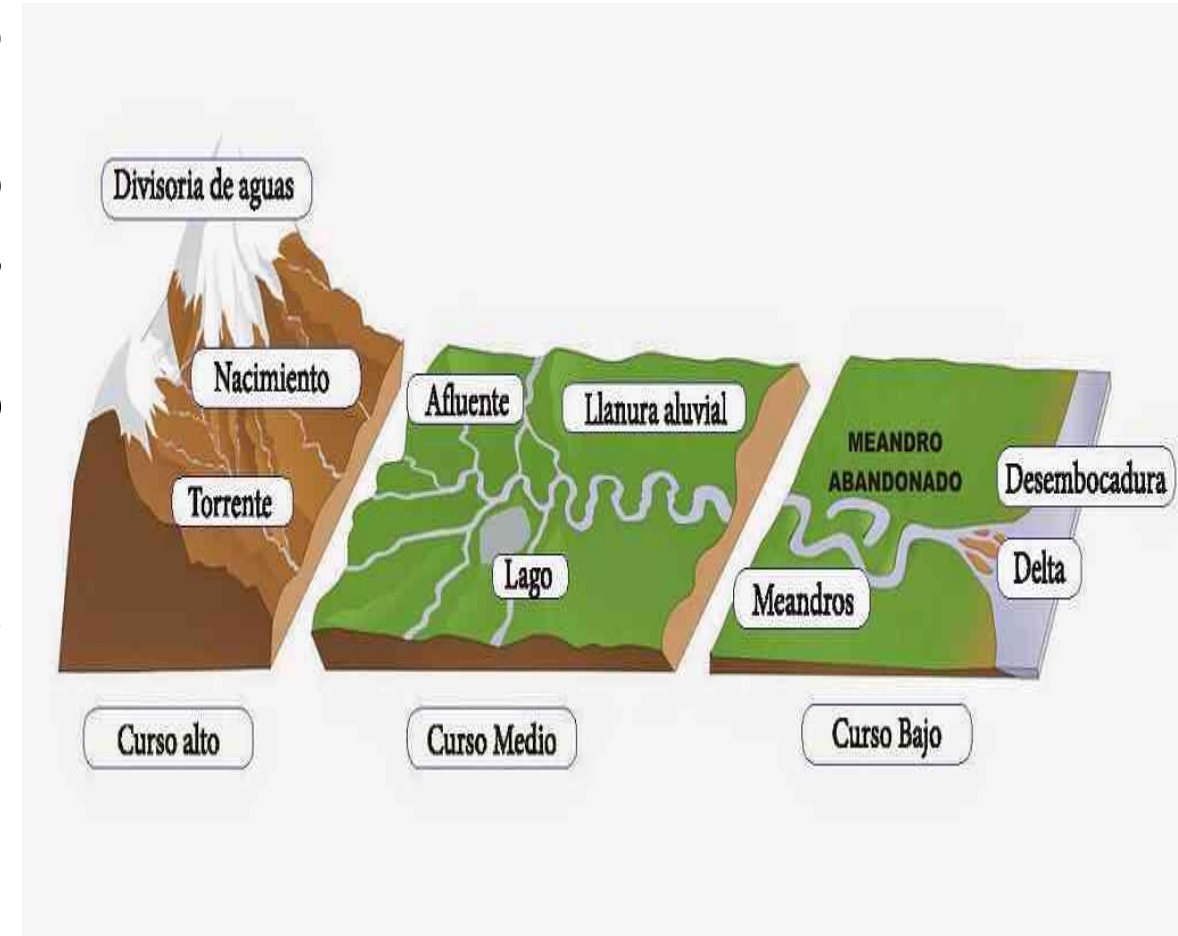 Divisoria de aguas
Nacimiento
Torrente
Curso alto
Afluente
Llanura aluvial
Lago
Curso Medio
MEANDRO
ABANDONADO
Desembocadura
Delta
Meandros
Curso Bajo